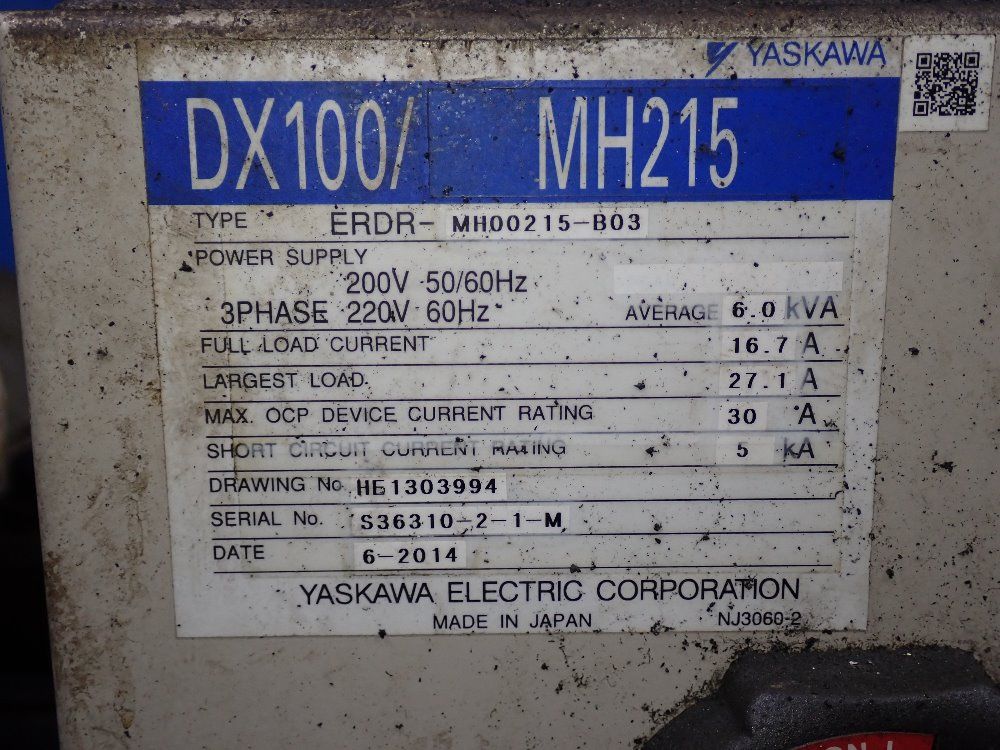 YASKAWA
DX100/ MH215
TYPE ERDR- MH00215-B03
POWER SUPPLY
200V 50/60Hz
3PHASE 220V 60Hz AVERAGE 6.0 kVA
FULL LOAD CURRENT 16.7 A
LARGEST LOAD 27.1 A
MAX. OCP DEVICE CURRENT RATING 30 A
SHORT CIRCUIT CURRENT RATING 5 kA
DRAWING No. HE1303994
SERIAL No. S36310-2-1-M
DATE 6-2014
YASKAWA ELECTRIC CORPORATION
MADE IN JAPAN NJ3060-2